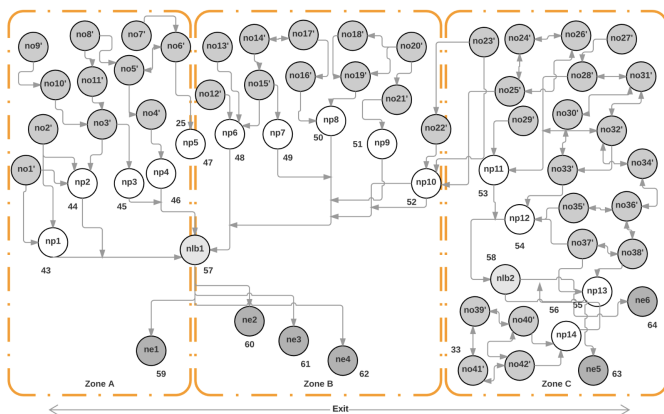 no9'
no8'
no7'
no6'
no10'
no11'
no5'
no2'
no3'
no4'
25
np5
47
no1'
np2
44
np3
45
np4
46
np1
43
nlb1
57
ne1
59
Zone A
no13'
no14'
no17'
no18'
no20'
no12'
no15'
no16'
no19'
no21'
no22'
np6
48
np7
49
np8
50
51
np9
np10
52
ne2
60
ne3
61
ne4
62
Zone B
no23'
no24'
no26'
no27'
no25'
no28'
no31'
no29'
no30'
no32'
np11
53
no33'
no34'
np12
54
no35'
no36'
no37'
no38'
58
nlb2
np13
55
56
ne6
64
no39'
no40'
33
np14
no41'
no42'
ne5
63
Zone C
Exit